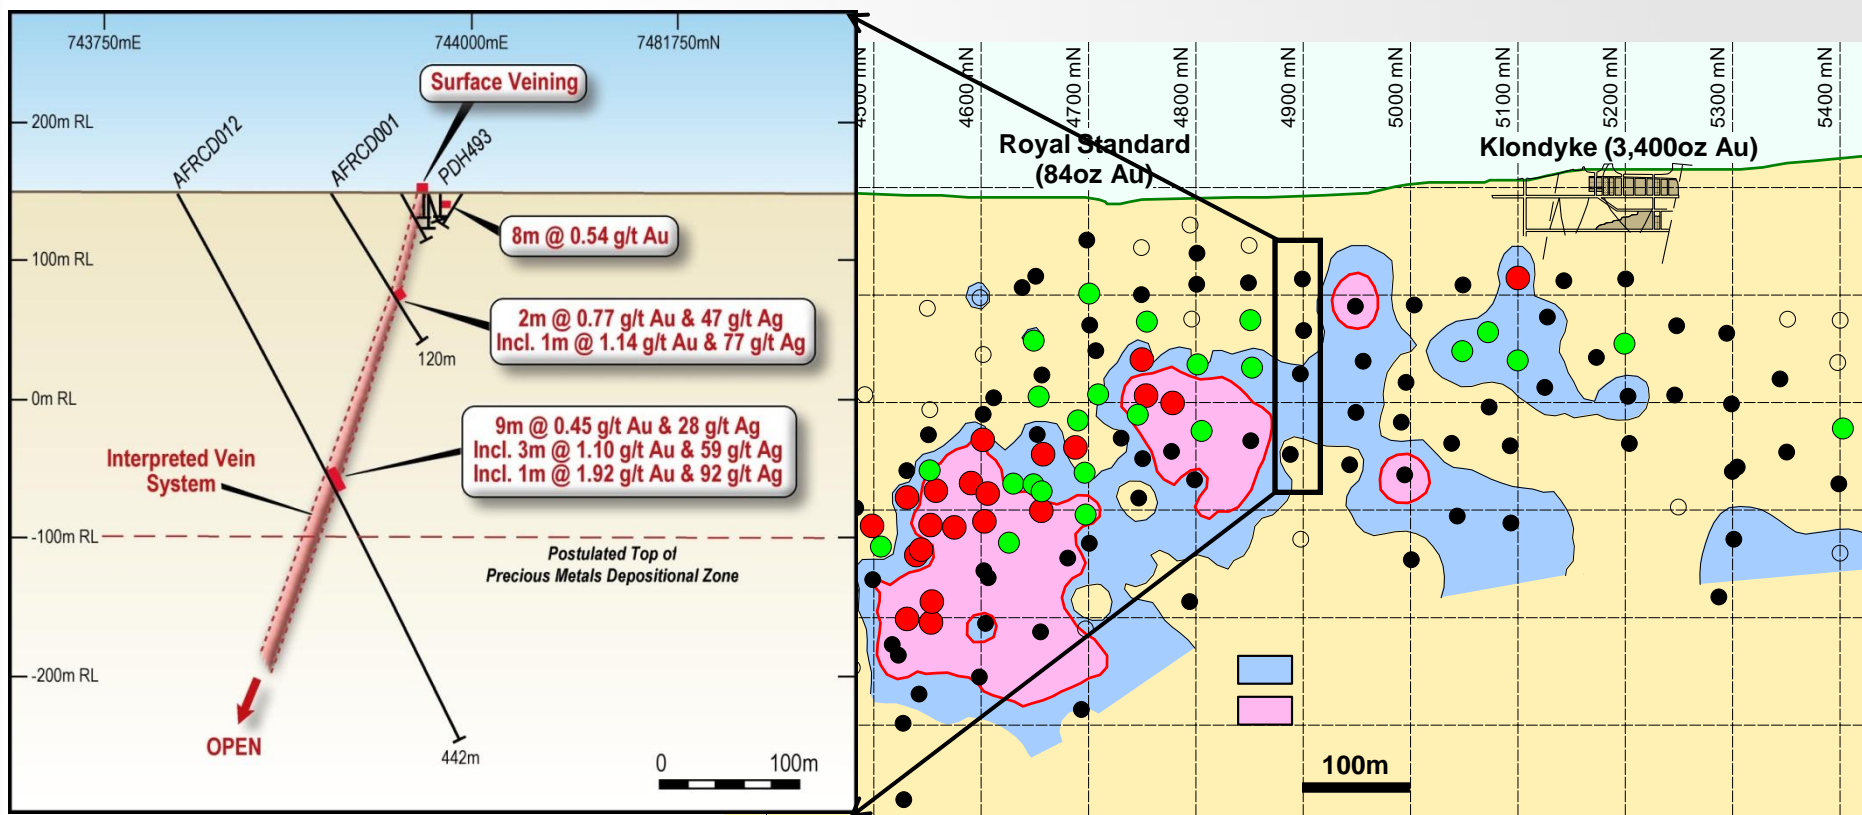 743750mE
744000mE
7481750mN
Surface Veining
200m RL
AFRCD012
AFRCD001
PDH493
8m @ 0.54 g/t Au
100m RL
2m @ 0.77 g/t Au & 47 g/t Ag
Incl. 1m @ 1.14 g/t Au & 77 g/t Ag
120m
0m RL
9m @ 0.45 g/t Au & 28 g/t Ag
Incl. 3m @ 1.10 g/t Au & 59 g/t Ag
Incl. 1m @ 1.92 g/t Au & 92 g/t Ag
Interpreted Vein
System
-100m RL
Postulated Top of
Precious Metals Depositional Zone
-200m RL
OPEN
442m
0
100m
4500 mN
4600 mN
4700 mN
4800 mN
4900 mN
5000 mN
5100 mN
5200 mN
5300 mN
5400 mN
Royal Standard
(84oz Au)
Klondyke (3,400oz Au)
100m